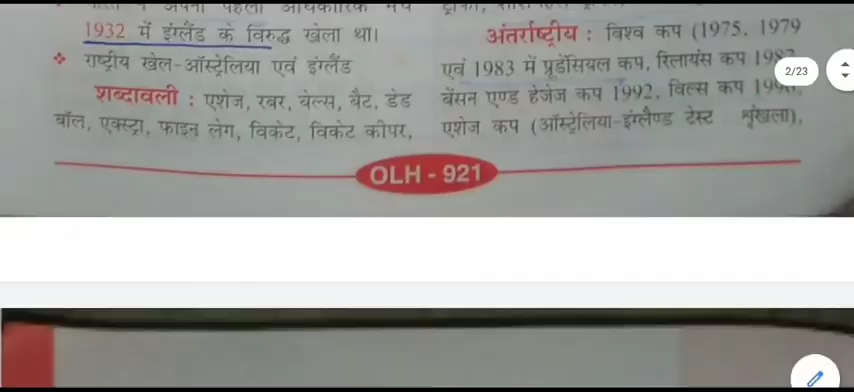 1932 में इंग्लैंड के विरुद्ध खेला था।
❖ राष्ट्रीय खेल-ऑस्ट्रेलिया एवं इंग्लैंड
शब्दावली : एशेज, रबर, बेल्स, बैट, डेड
बॉल, एक्स्ट्रा, फाइन लेग, विकेट, विकेट कीपर,
अंतर्राष्ट्रीय : विश्व कप (1975, 1979
एवं 1983 में प्रूडेंसियल कप, रिलायंस कप
बेंसन एण्ड हेजेज कप 1992, विल्स कप
एशेज कप (ऑस्ट्रेलिया-इंग्लैण्ड टेस्ट शृंखला),
2/23
OLH - 921